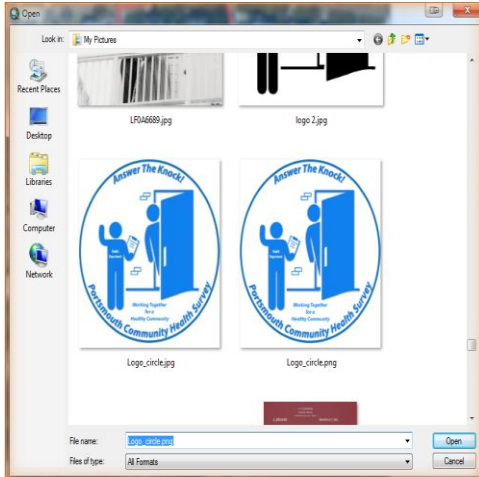 Open
Look in:
My Pictures
Recent Places
Desktop
Libraries
Computer
Network
LF0A6689.jpg
logo 2.jpg
Answer The Knock!
Working Together
for a
Healthy Community
Portsmouth Community Health Survey
Logo_circle.jpg
Answer The Knock!
Working Together
for a
Healthy Community
Portsmouth Community Health Survey
Logo_circle.png
File name:
Logo_circle.png
Open
Files of type:
All Formats
Cancel